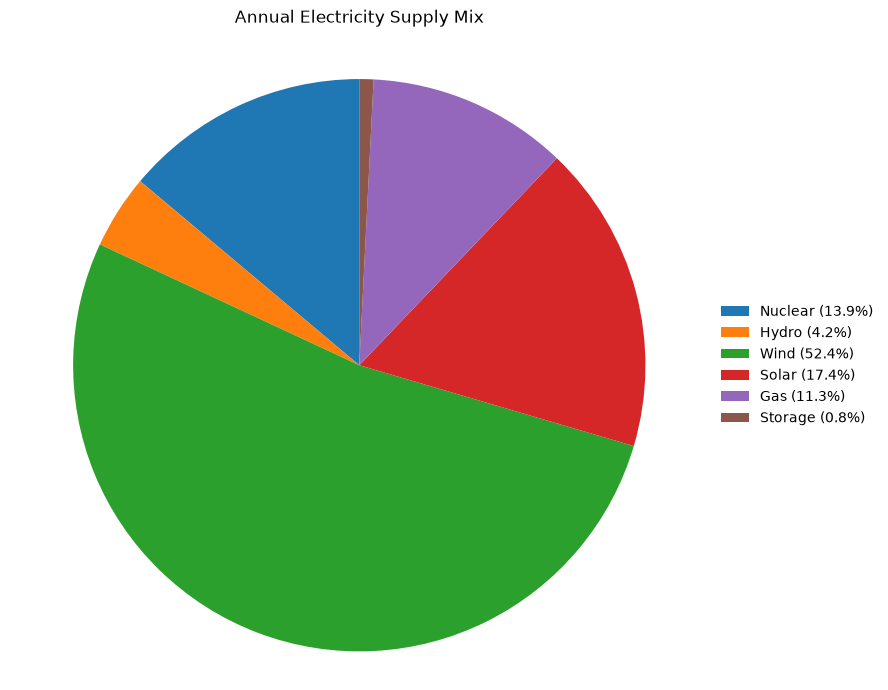 Annual Electricity Supply Mix
Nuclear (13.9%)
Hydro (4.2%)
Wind (52.4%)
Solar (17.4%)
Gas (11.3%)
Storage (0.8%)